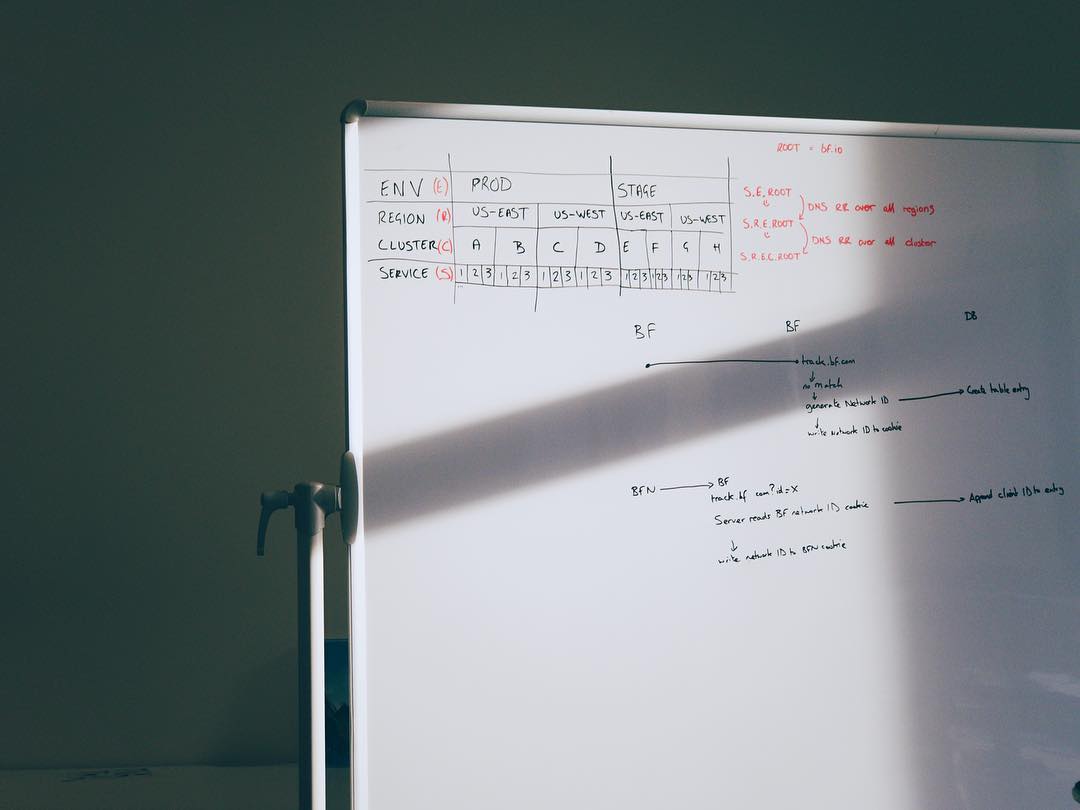 ROOT = bf.io
ENV (E) PROD STAGE
REGION (R) US-EAST US-WEST US-EAST US-WEST
CLUSTER (C) A B C D E F G H
SERVICE (S) 1 2 3 1 2 3 1 2 3 1 2 3 1 2 3 1 2 3 1 2 3 1 2 3
S.E.ROOT
DNS RR over all regions
S.R.E.ROOT
DNS RR over all cluster
S.R.E.C.ROOT
BF BF DB
track.bf.com
↓
no match
↓
generate Network ID → Create table entry
↓
write Network ID to cookie
BFN → BF
track.bf com?id=X
Server reads BF network ID cookie → Append client ID to entry
↓
write network ID to BFN cookie